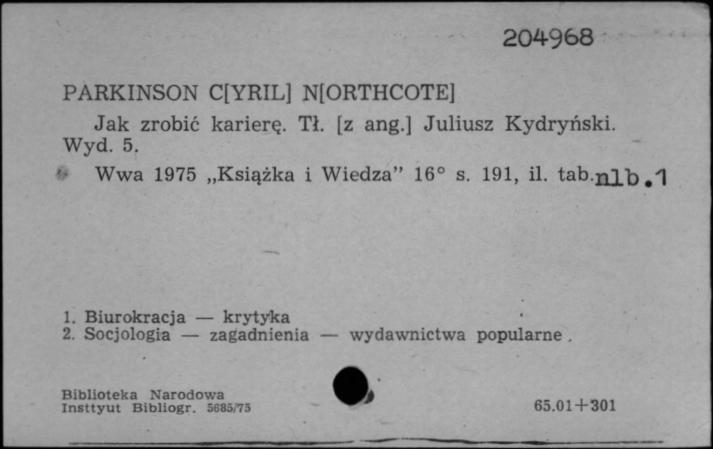 204968
PARKINSON C[YRIL] N[ORTHCOTE]
Jak zrobić karierę. Tł. [z ang.] Juliusz Kydryński.
Wyd. 5.
Wwa 1975 „Książka i Wiedza” 16° s. 191, il. tab.nlb.1
1. Biurokracja — krytyka
2. Socjologia — zagadnienia — wydawnictwa popularne.
Biblioteka Narodowa
Insttyut Bibliogr. 5685/75
65.01+301